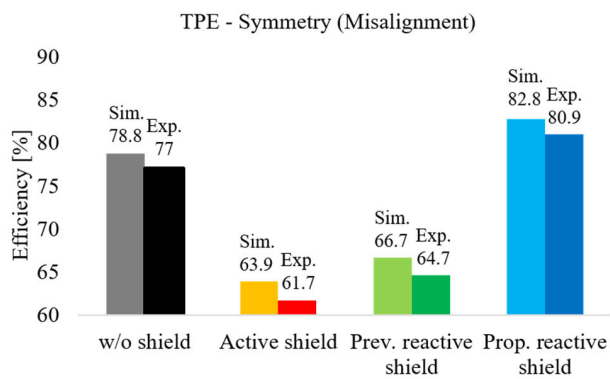 TPE - Symmetry (Misalignment)
Efficiency [%]
90
85
80
75
70
65
60
Sim.
78.8
Exp.
77
Sim.
63.9
Exp.
61.7
Sim.
66.7
Exp.
64.7
Sim.
82.8
Exp.
80.9
w/o shield
Active shield
Prev. reactive
shield
Prop. reactive
shield